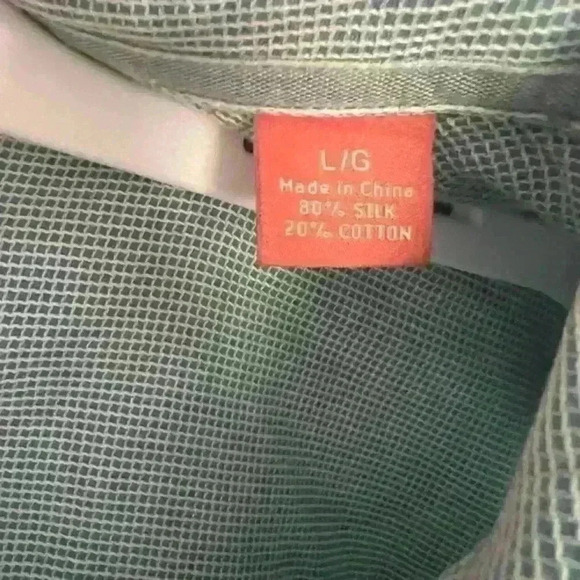 L/G
Made in China
80% SILK
20% COTTON